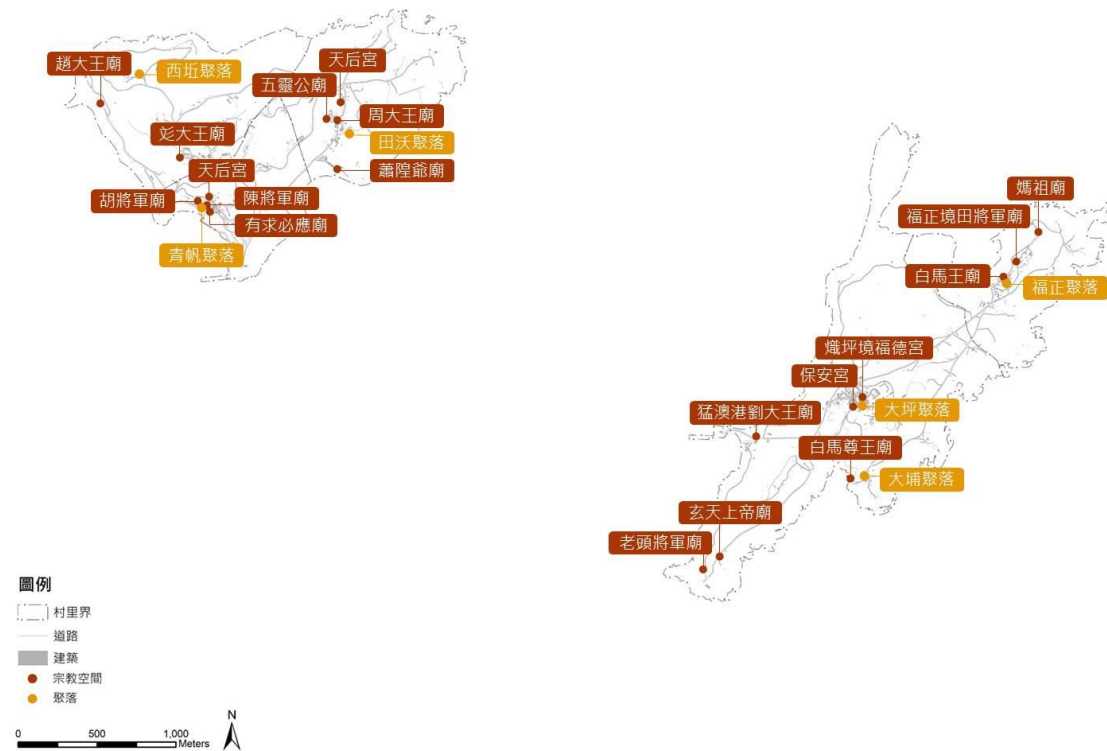 天后宮
趙大王廟
西坵聚落
五靈公廟
周大王廟
彣大王廟
田沃聚落
天后宮
蕭隍爺廟
胡將軍廟
陳將軍廟
有求必應廟
青帆聚落
媽祖廟
福正境田將軍廟
白馬王廟
福正聚落
熾坪境福德宮
保安宮
猛澳港劉大王廟
大坪聚落
白馬尊王廟
大埔聚落
玄天上帝廟
老頭將軍廟
圖例
村里界
道路
建築
宗教空間
聚落
N
0 500 1,000
Meters